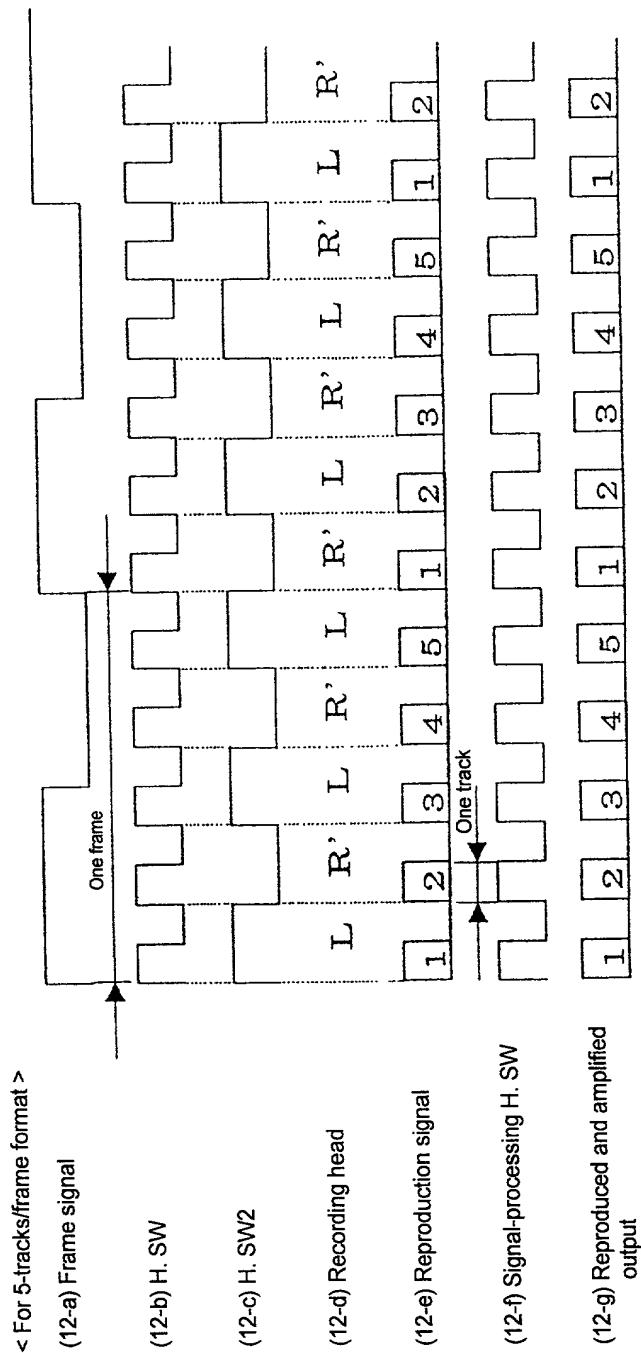 < For 5-tracks/frame format >
(12-a) Frame signal
One frame
(12-b) H. SW
(12-c) H. SW2
(12-d) Recording head
L R' L R' L R' L R' L R' L R'
(12-e) Reproduction signal
1 2 3 4 5 1 2 3 4 5 1 2
One track
(12-f) Signal-processing H. SW
(12-g) Reproduced and amplified
output
1 2 3 4 5 1 2 3 4 5 1 2